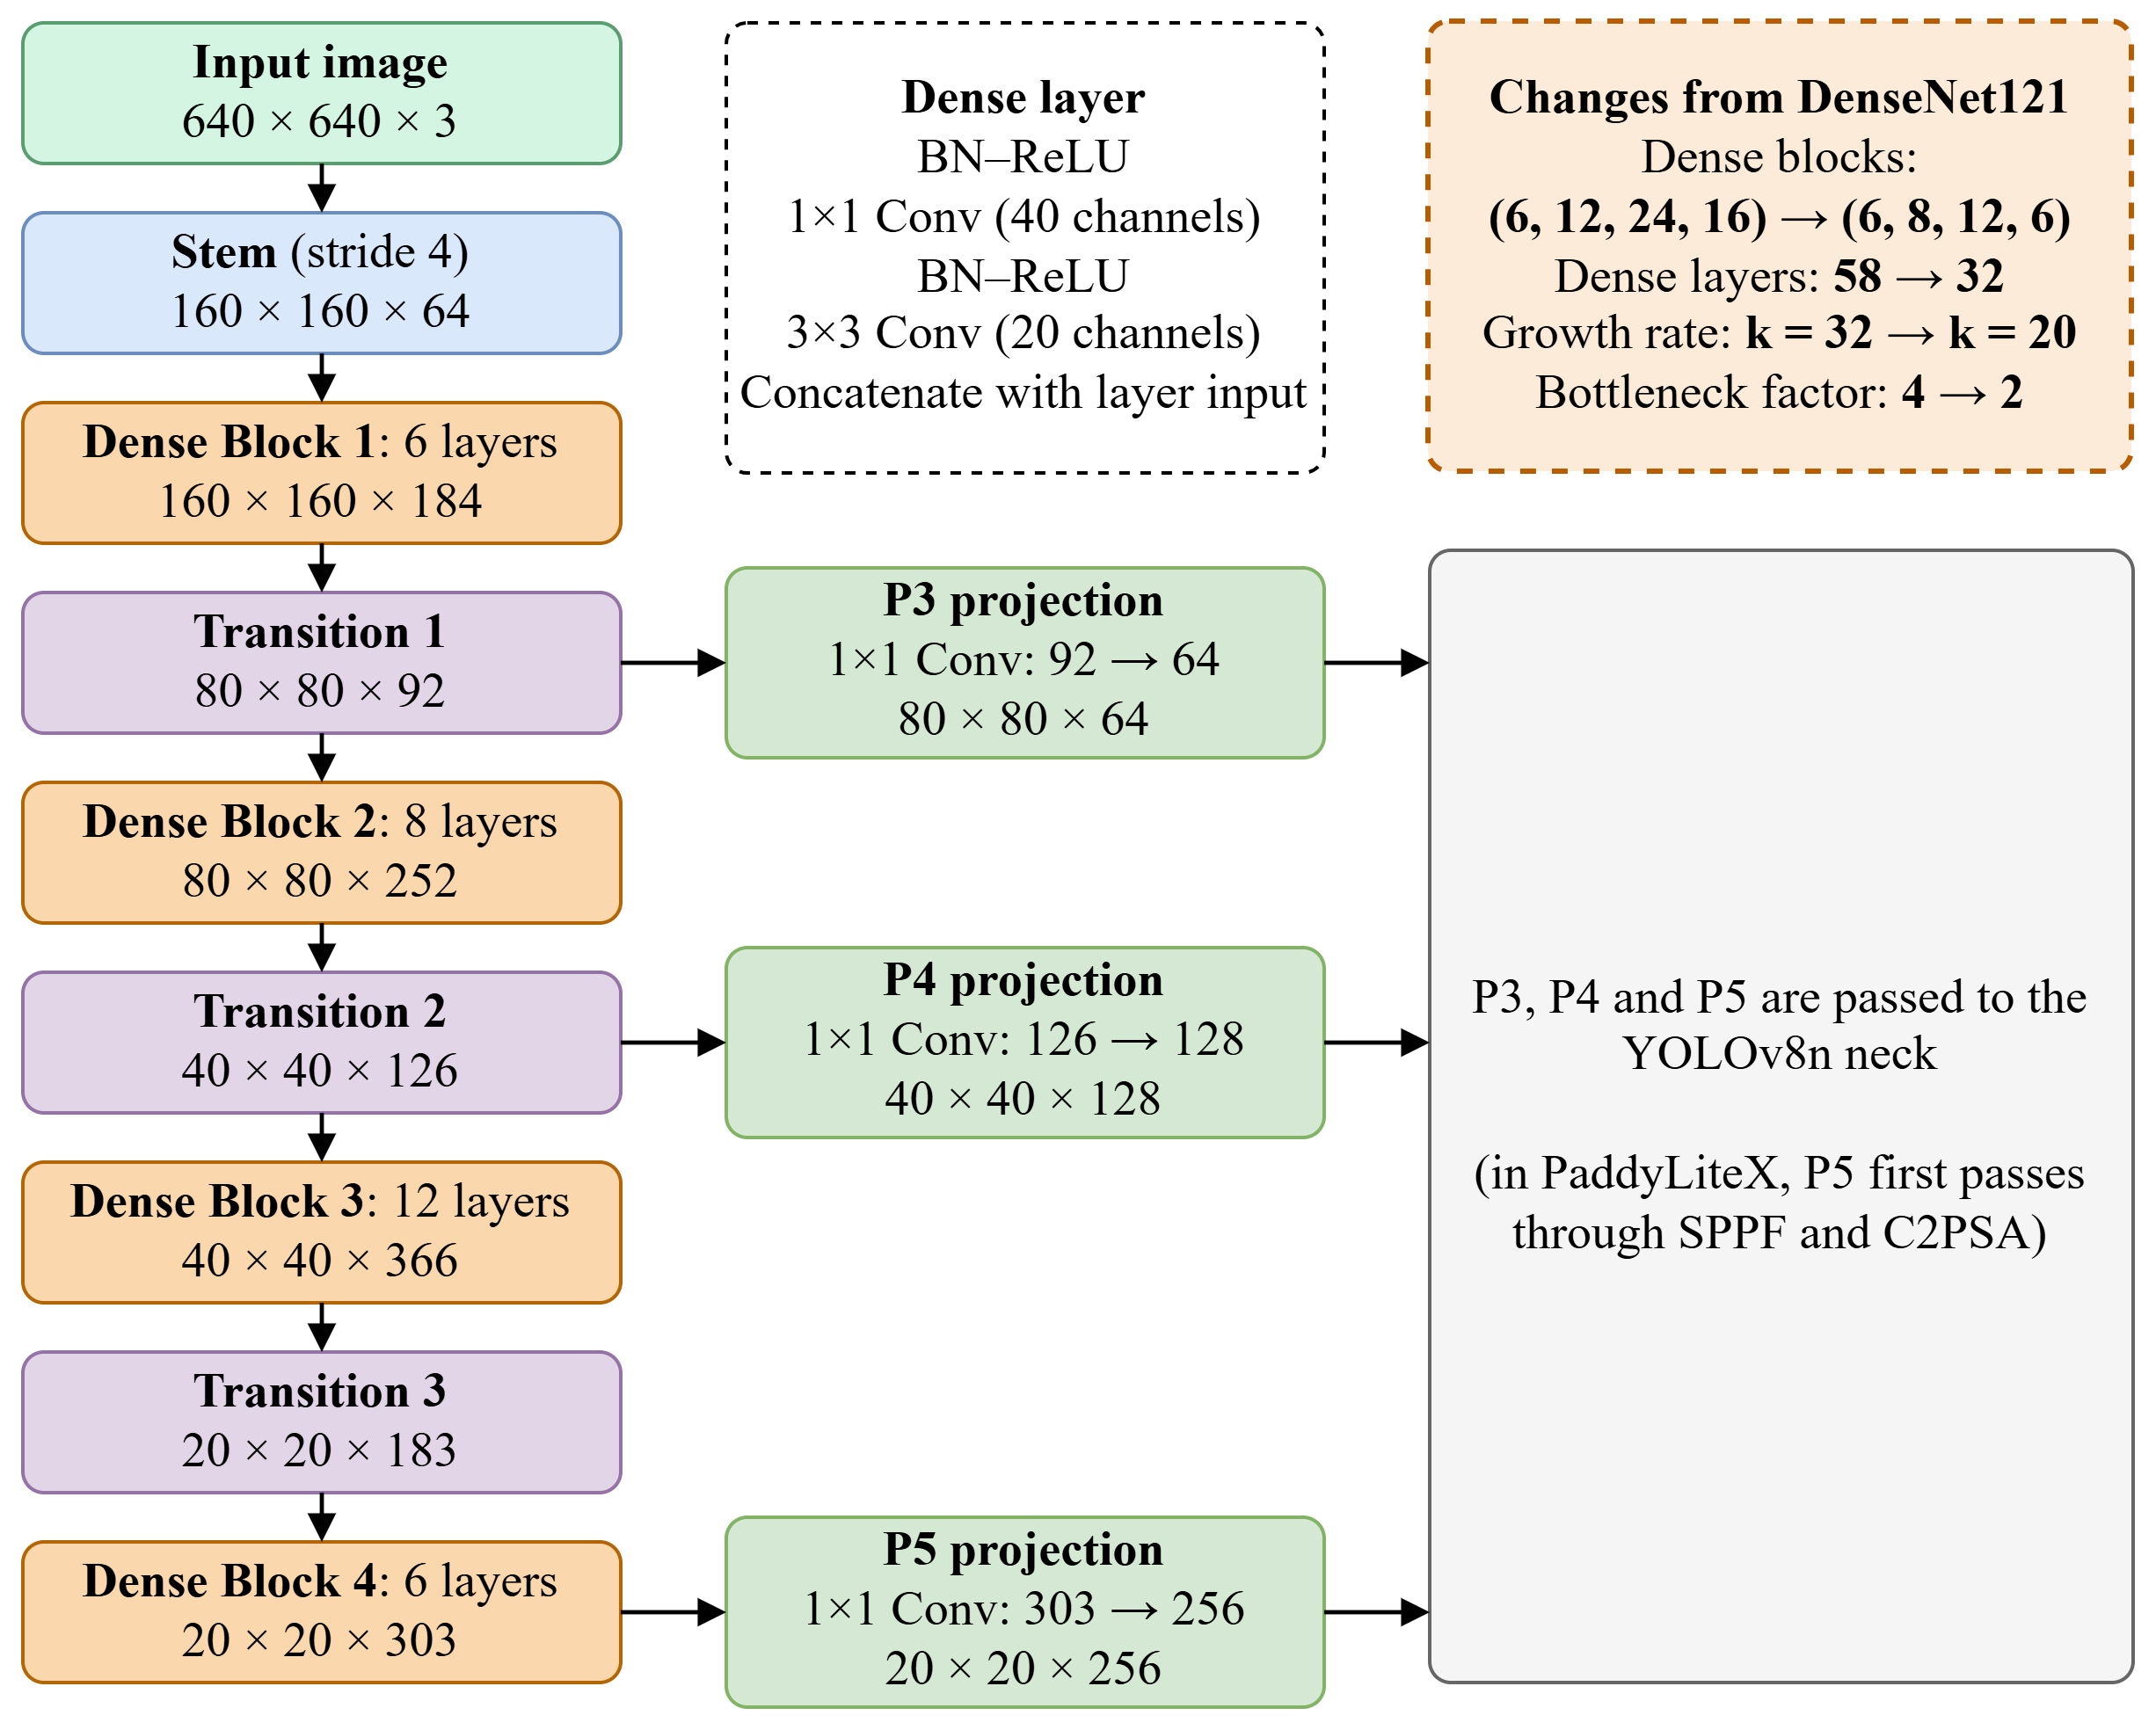 Input image
640 × 640 × 3
Stem (stride 4)
160 × 160 × 64
Dense Block 1: 6 layers
160 × 160 × 184
Transition 1
80 × 80 × 92
Dense Block 2: 8 layers
80 × 80 × 252
Transition 2
40 × 40 × 126
Dense Block 3: 12 layers
40 × 40 × 366
Transition 3
20 × 20 × 183
Dense Block 4: 6 layers
20 × 20 × 303
Dense layer
BN–ReLU
1×1 Conv (40 channels)
BN–ReLU
3×3 Conv (20 channels)
Concatenate with layer input
P3 projection
1×1 Conv: 92 → 64
80 × 80 × 64
P4 projection
1×1 Conv: 126 → 128
40 × 40 × 128
P5 projection
1×1 Conv: 303 → 256
20 × 20 × 256
Changes from DenseNet121
Dense blocks:
(6, 12, 24, 16) → (6, 8, 12, 6)
Dense layers: 58 → 32
Growth rate: k = 32 → k = 20
Bottleneck factor: 4 → 2
P3, P4 and P5 are passed to the
YOLOv8n neck
(in PaddyLiteX, P5 first passes
through SPPF and C2PSA)